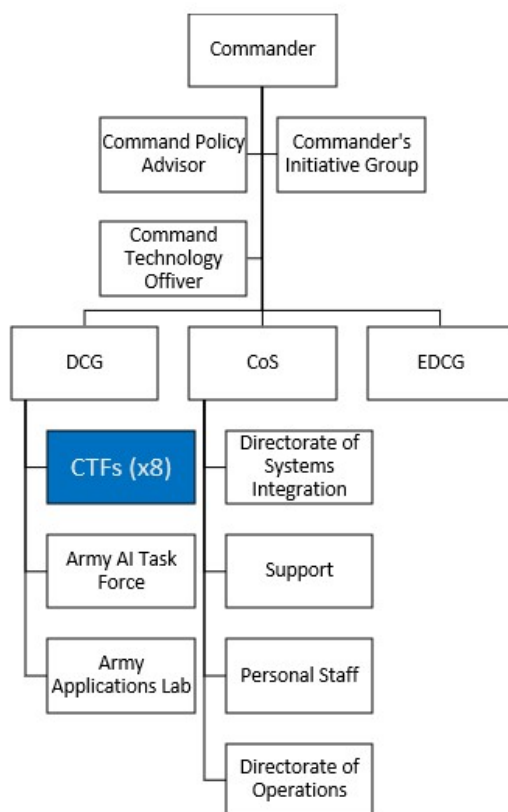 Commander
Command Policy
Advisor
Commander's
Initiative Group
Command
Technology
Offiver
DCG
CoS
EDCG
CTFs (x8)
Directorate of
Systems
Integration
Army AI Task
Force
Support
Army
Applications Lab
Personal Staff
Directorate of
Operations